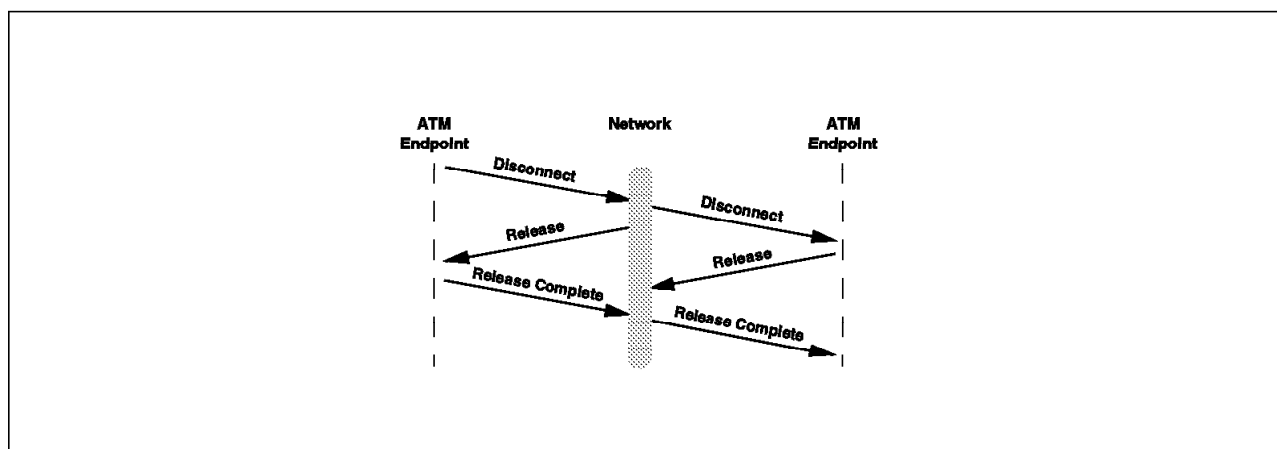 ATM
Endpoint
Network
ATM
Endpoint
Disconnect
Disconnect
Release
Release
Release Complete
Release Complete